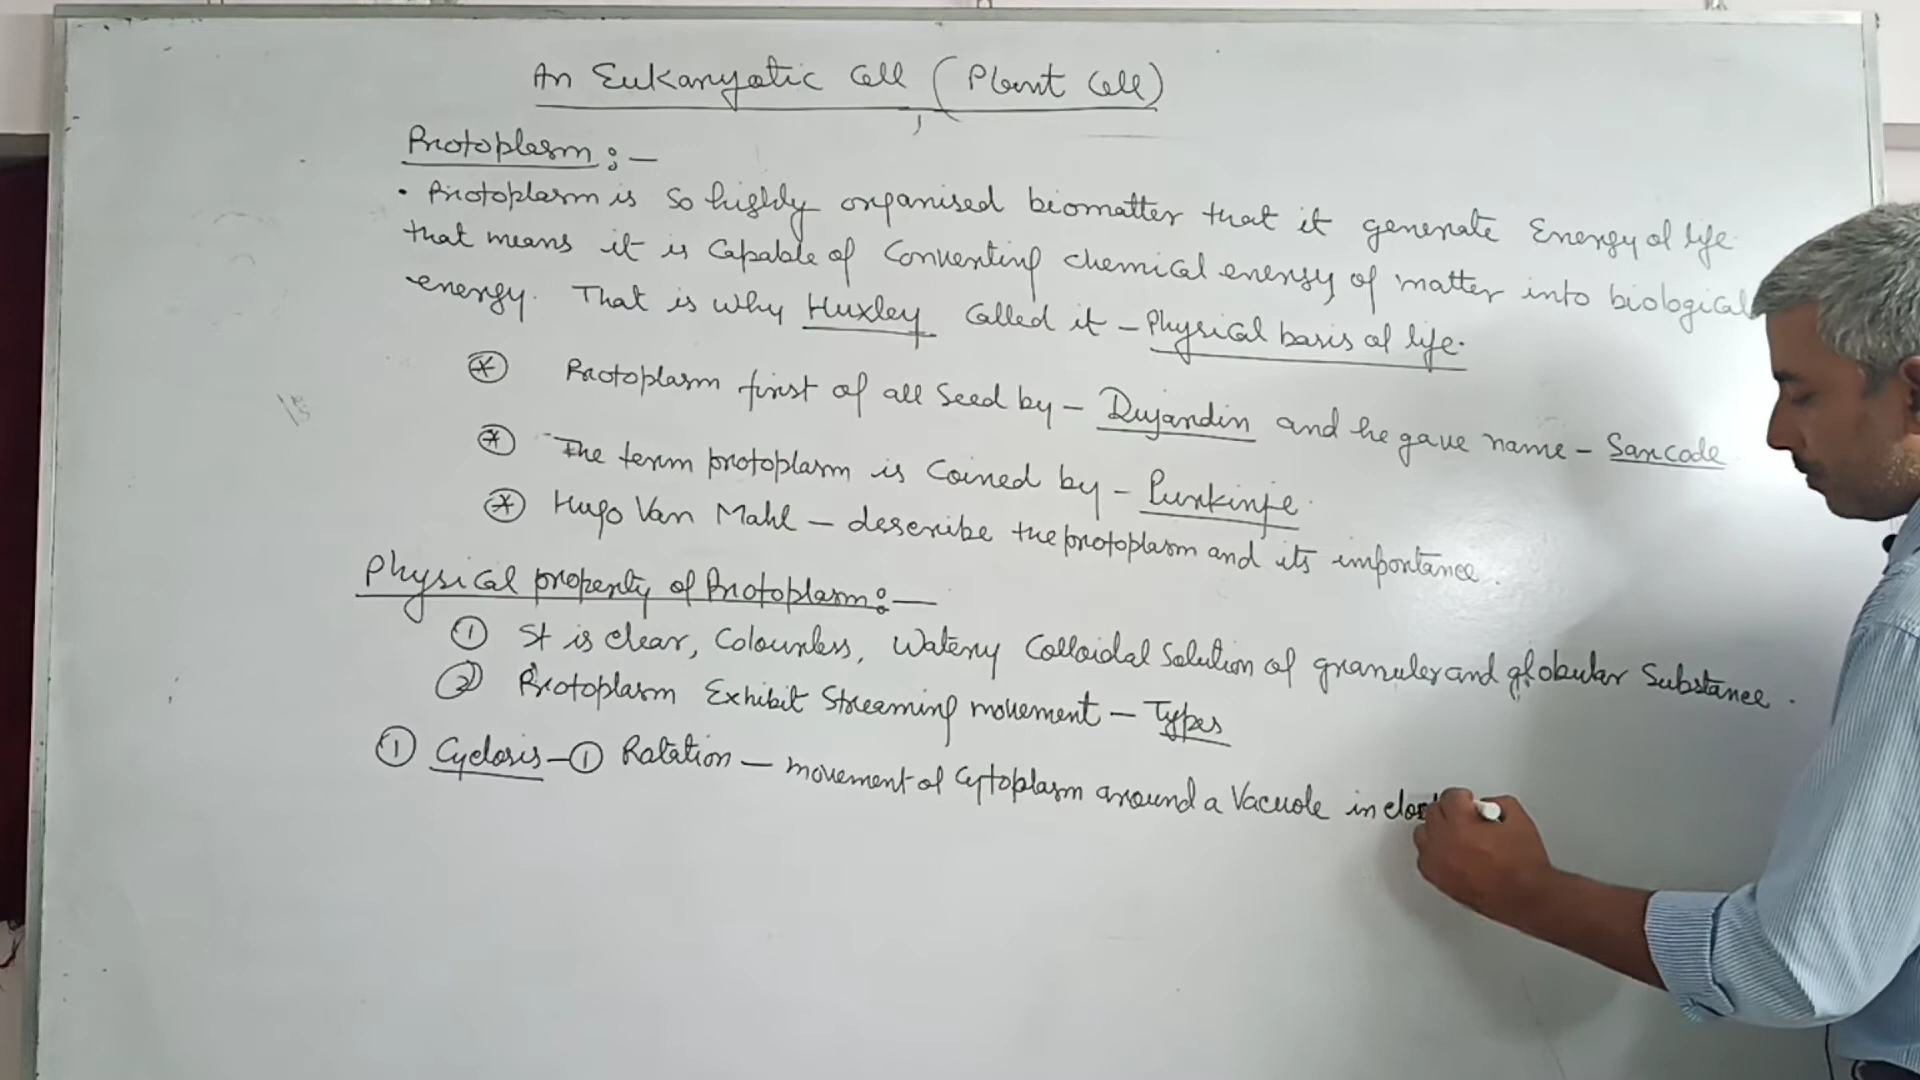 An Eukaryotic Cell (Plant Cell)
Protoplasm :-
• Protoplasm is so highly organised biomatter that it generate Energy of life
that means it is Capable of Converting chemical energy of matter into biological
energy. That is why Huxley Called it - Physical basis of life.
* Protoplasm first of all Seed by - Dujardin and he gave name - Sarcode
* The term protoplasm is Coined by - Purkinje.
* Hugo Van Mahl - describe the protoplasm and its importance.
Physical property of Protoplasm :-
① It is clear, Colourless, Watery Colloidal Solution of granules and globular Substance.
② Protoplasm Exhibit Streaming movement - Types
① Cyclosis - ① Rotation - movement of Cytoplasm around a Vacuole in